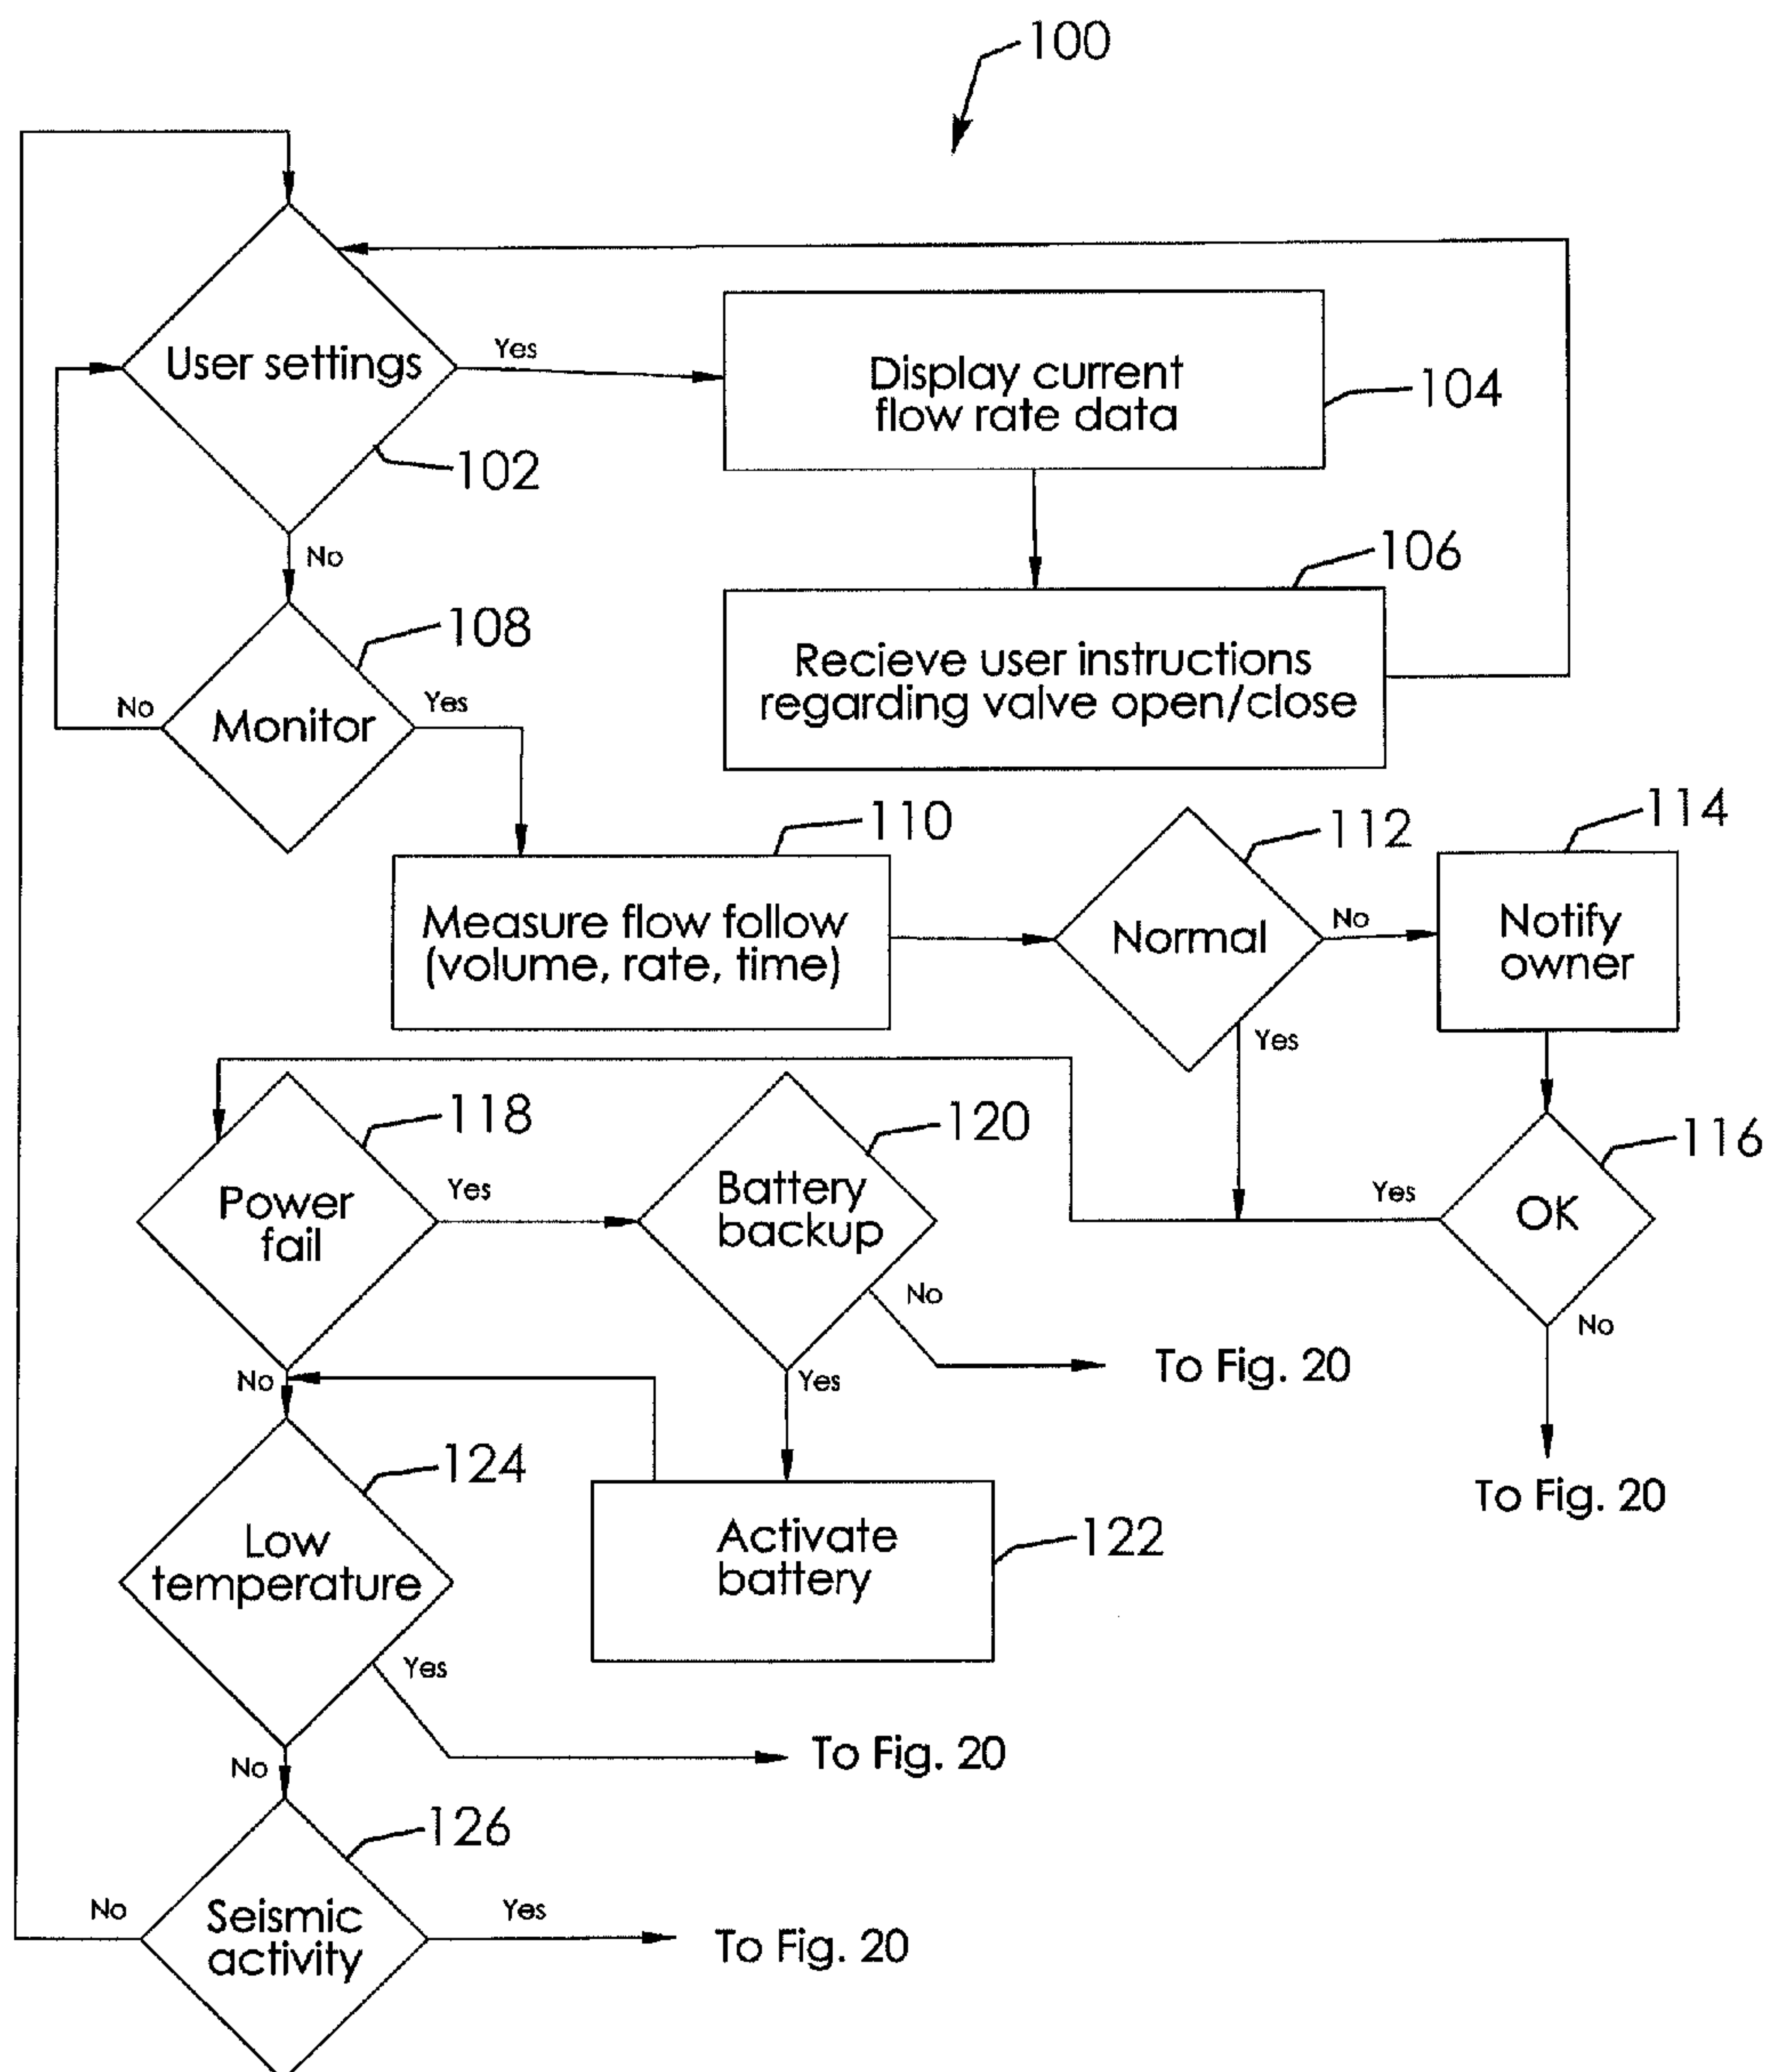 100
User settings
Yes
102
No
Display current
flow rate data
104
106
Recieve user instructions
regarding valve open/close
108
Monitor
No
Yes
110
Measure flow follow
(volume, rate, time)
112
Normal
No
Yes
114
Notify
owner
116
OK
Yes
No
To Fig. 20
118
Power
fail
Yes
No
120
Battery
backup
No
To Fig. 20
Yes
122
Activate
battery
124
Low
temperature
Yes
To Fig. 20
No
126
Seismic
activity
No
Yes
To Fig. 20